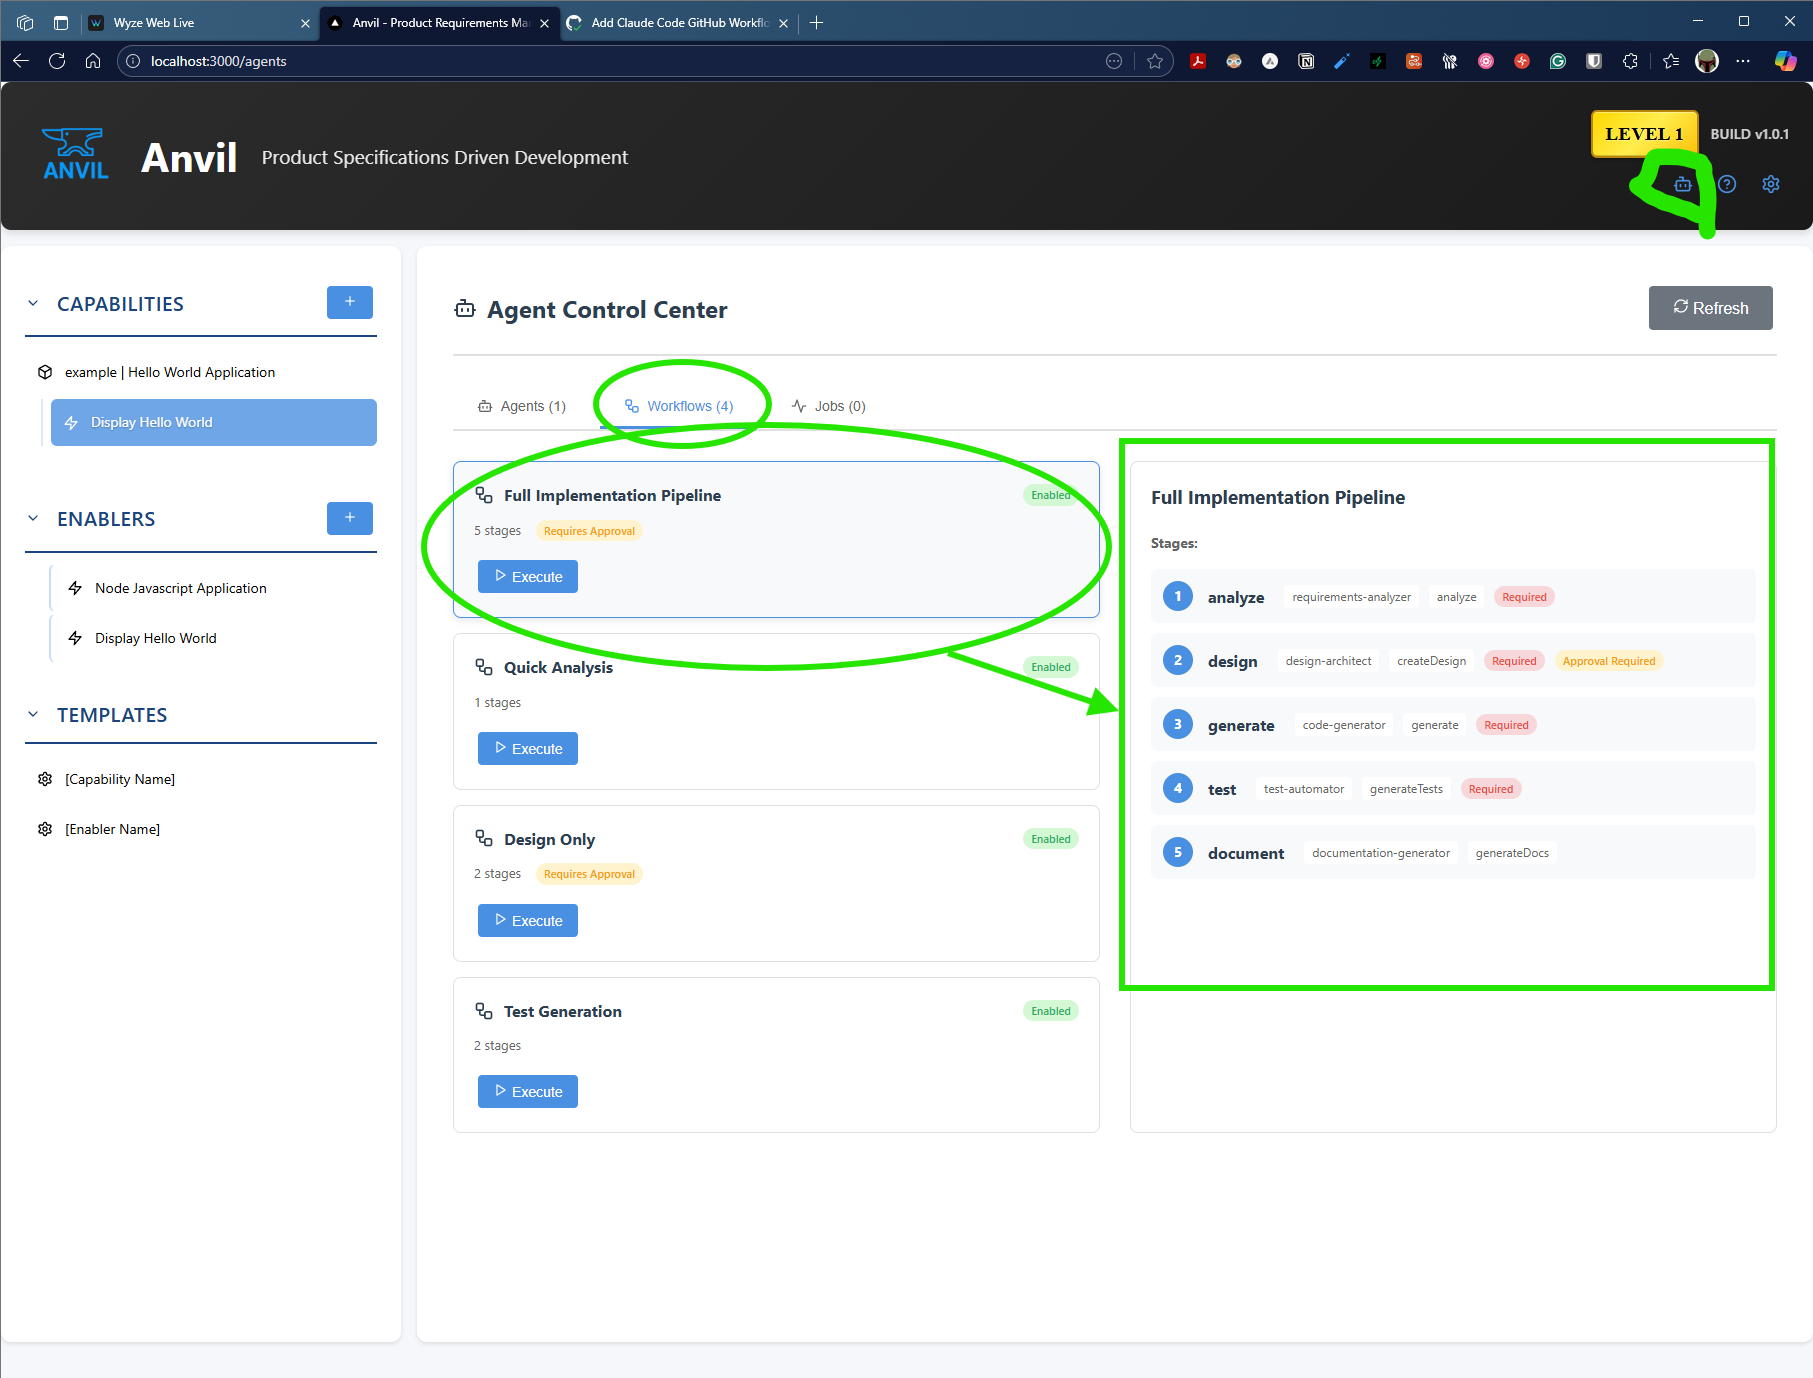 Wyze Web Live
Anvil - Product Requirements Ma
Add Claude Code GitHub Workflo
localhost:3000/agents
ANVIL
Anvil
Product Specifications Driven Development
LEVEL 1
BUILD v1.0.1
CAPABILITIES
+
example | Hello World Application
Display Hello World
ENABLERS
+
Node Javascript Application
Display Hello World
TEMPLATES
[Capability Name]
[Enabler Name]
Agent Control Center
Refresh
Agents (1)
Workflows (4)
Jobs (0)
Full Implementation Pipeline
Enabled
5 stages
Requires Approval
Execute
Quick Analysis
Enabled
1 stages
Execute
Design Only
Enabled
2 stages
Requires Approval
Execute
Test Generation
Enabled
2 stages
Execute
Full Implementation Pipeline
Stages:
1 analyze requirements-analyzer analyze Required
2 design design-architect createDesign Required Approval Required
3 generate code-generator generate Required
4 test test-automator generateTests Required
5 document documentation-generator generateDocs